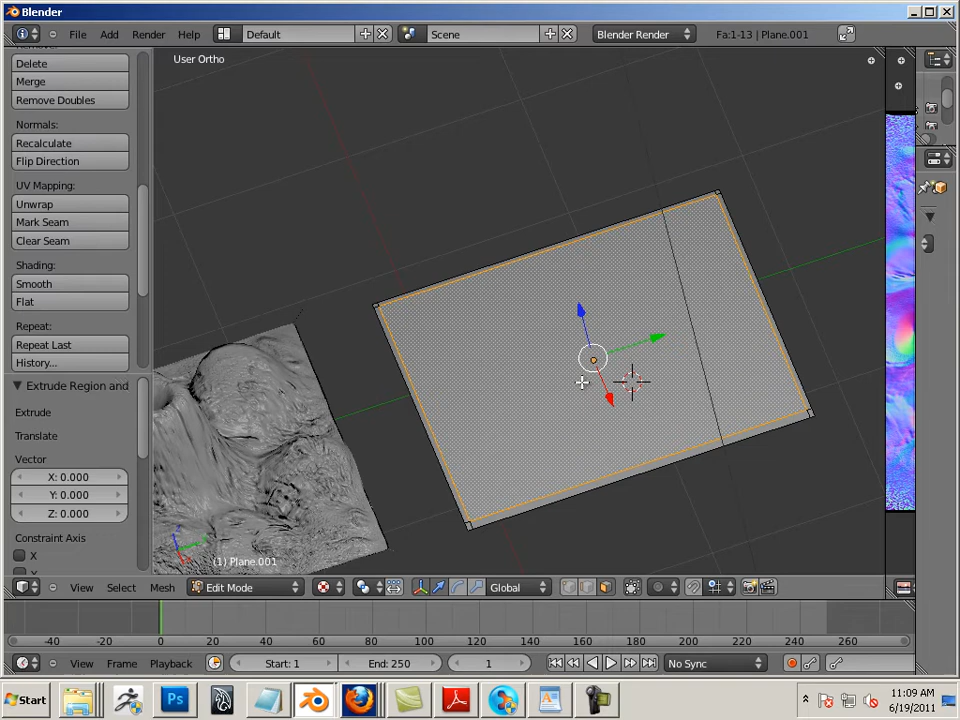 Blender
File Add Render Help Default Scene Blender Render Fa:1-13 | Plane.001
User Ortho
Delete
Merge
Remove Doubles
Normals:
Recalculate
Flip Direction
UV Mapping:
Unwrap
Mark Seam
Clear Seam
Shading:
Smooth
Flat
Repeat:
Repeat Last
History...
Extrude Region and
Extrude
Translate
Vector
X: 0.000
Y: 0.000
Z: 0.000
Constraint Axis
X
(1) Plane.001
View Select Mesh Edit Mode Global
-40 -20 0 20 40 60 80 100 120 140 160 180 200 220 240 260
View Frame Playback Start: 1 End: 250 1 No Sync
Start Ps 11:09 AM
6/19/2011